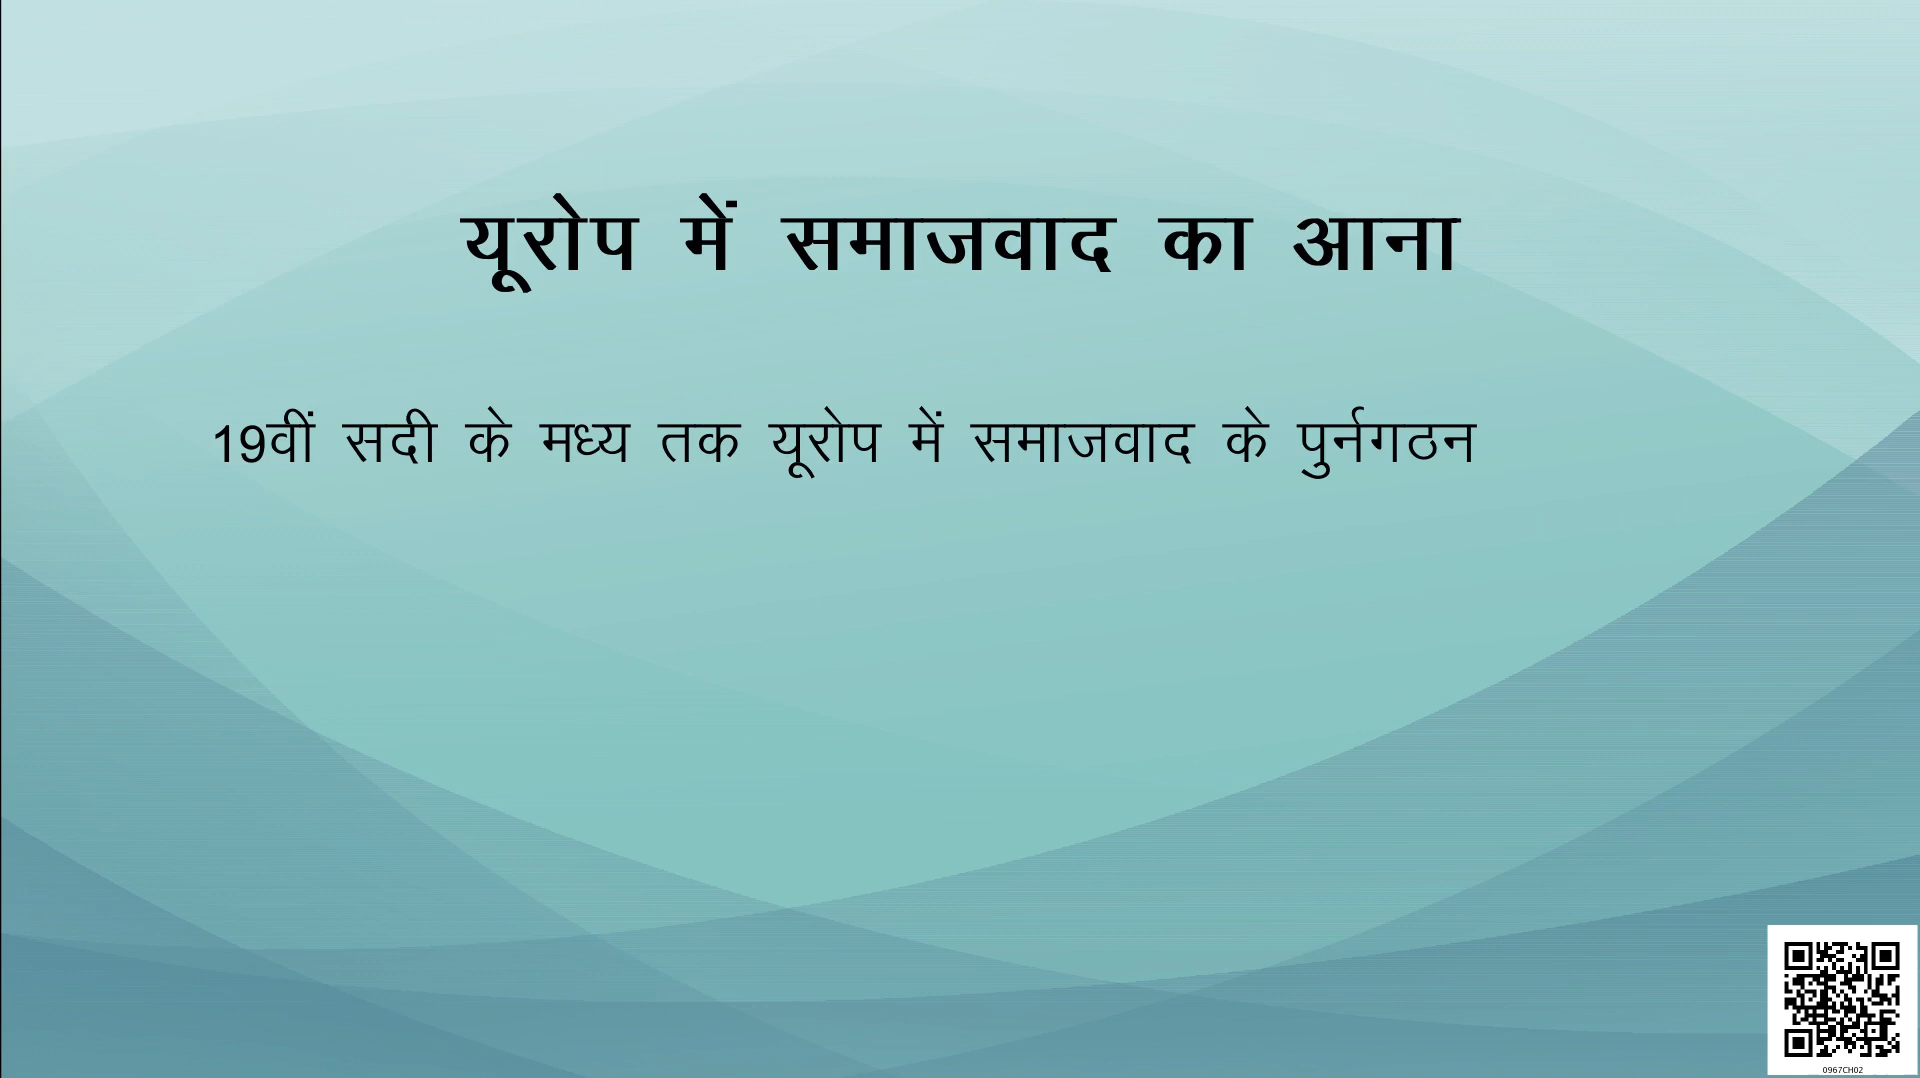 यूरोप में समाजवाद का आना
19वीं सदी के मध्य तक यूरोप में समाजवाद के पुर्नगठन
0967CH02